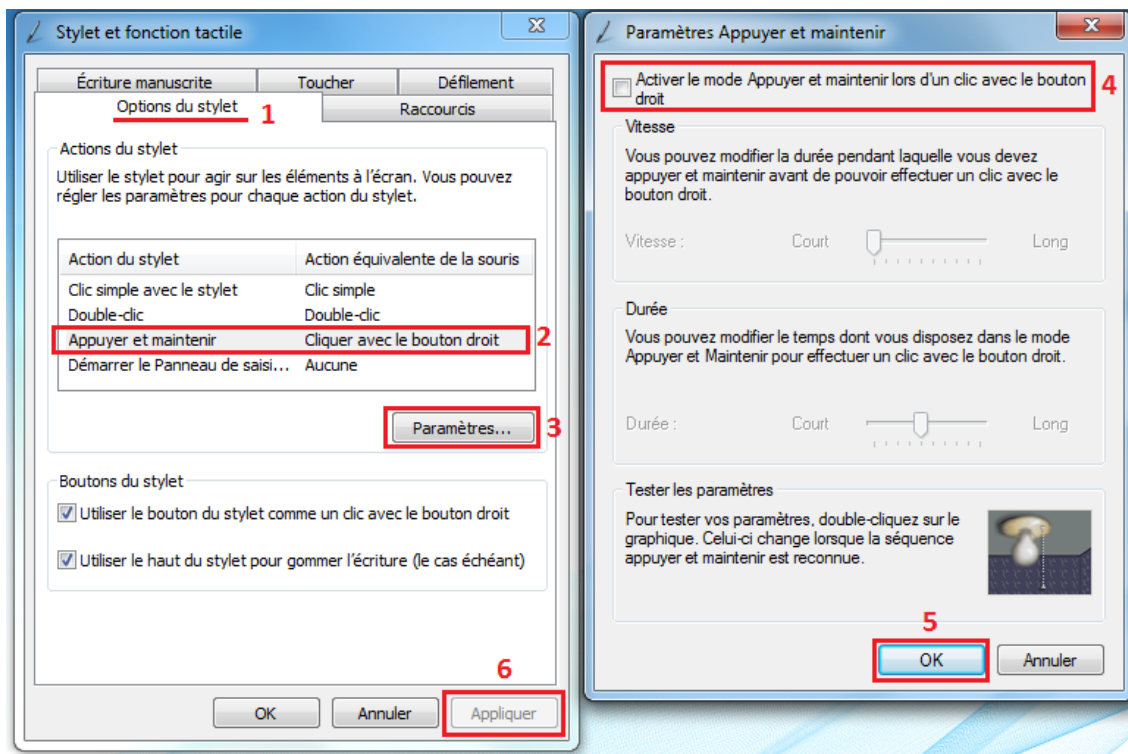 Stylet et fonction tactile
Écriture manuscrite Toucher Défilement
Options du stylet 1 Raccourcis
Actions du stylet
Utiliser le stylet pour agir sur les éléments à l'écran. Vous pouvez
régler les paramètres pour chaque action du stylet.
Action du stylet Action équivalente de la souris
Clic simple avec le stylet Clic simple
Double-clic Double-clic
Appuyer et maintenir Cliquer avec le bouton droit 2
Démarrer le Panneau de saisi... Aucune
Paramètres... 3
Boutons du stylet
Utiliser le bouton du stylet comme un clic avec le bouton droit
Utiliser le haut du stylet pour gommer l'écriture (le cas échéant)
6
OK Annuler Appliquer
Paramètres Appuyer et maintenir
Activer le mode Appuyer et maintenir lors d'un clic avec le bouton
droit 4
Vitesse
Vous pouvez modifier la durée pendant laquelle vous devez
appuyer et maintenir avant de pouvoir effectuer un clic avec le
bouton droit.
Vitesse : Court Long
Durée
Vous pouvez modifier le temps dont vous disposez dans le mode
Appuyer et Maintenir pour effectuer un clic avec le bouton droit.
Durée : Court Long
Tester les paramètres
Pour tester vos paramètres, double-cliquez sur le
graphique. Celui-ci change lorsque la séquence
appuyer et maintenir est reconnue.
5
OK Annuler